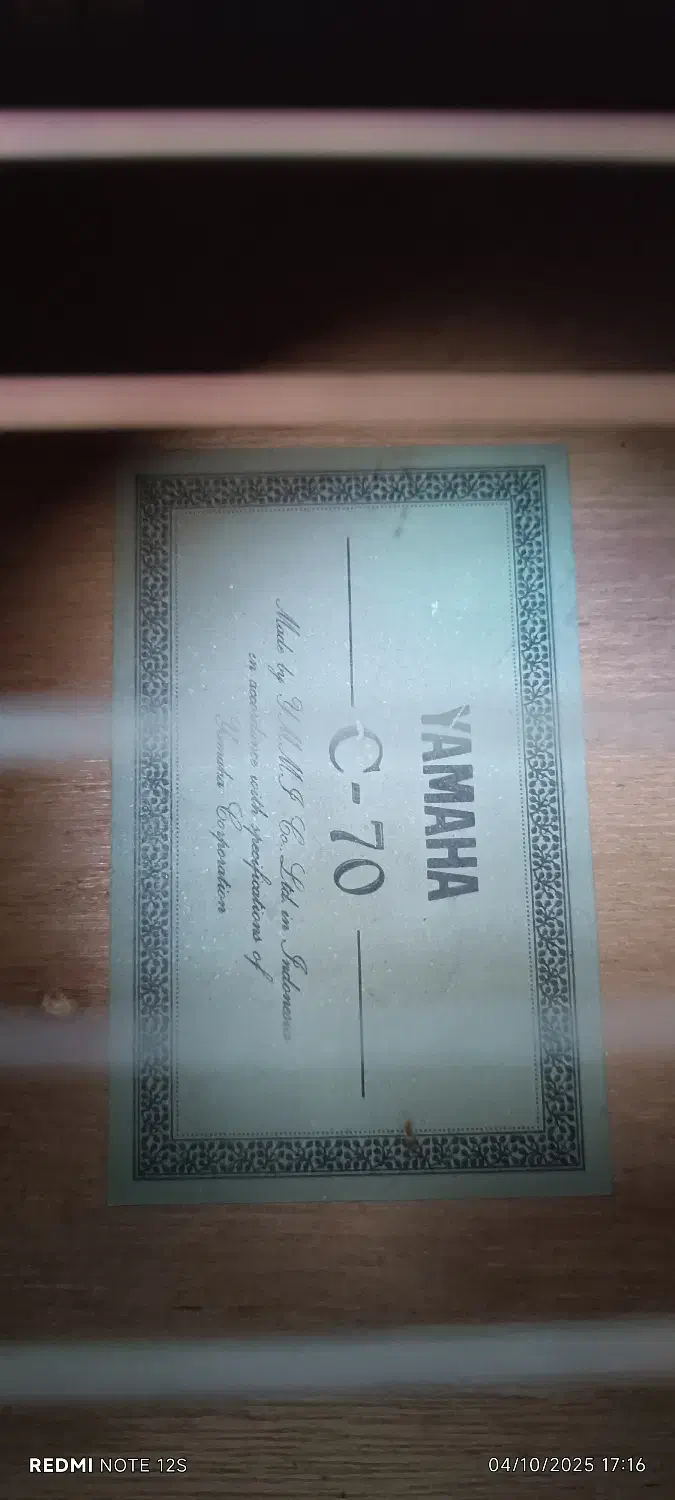 YAMAHA
C-70
Made by Y.M.M.I Co. Ltd in Indonesia
in accordance with specifications of
Yamaha Corporation
REDMI NOTE 12S
04/10/2025 17:16